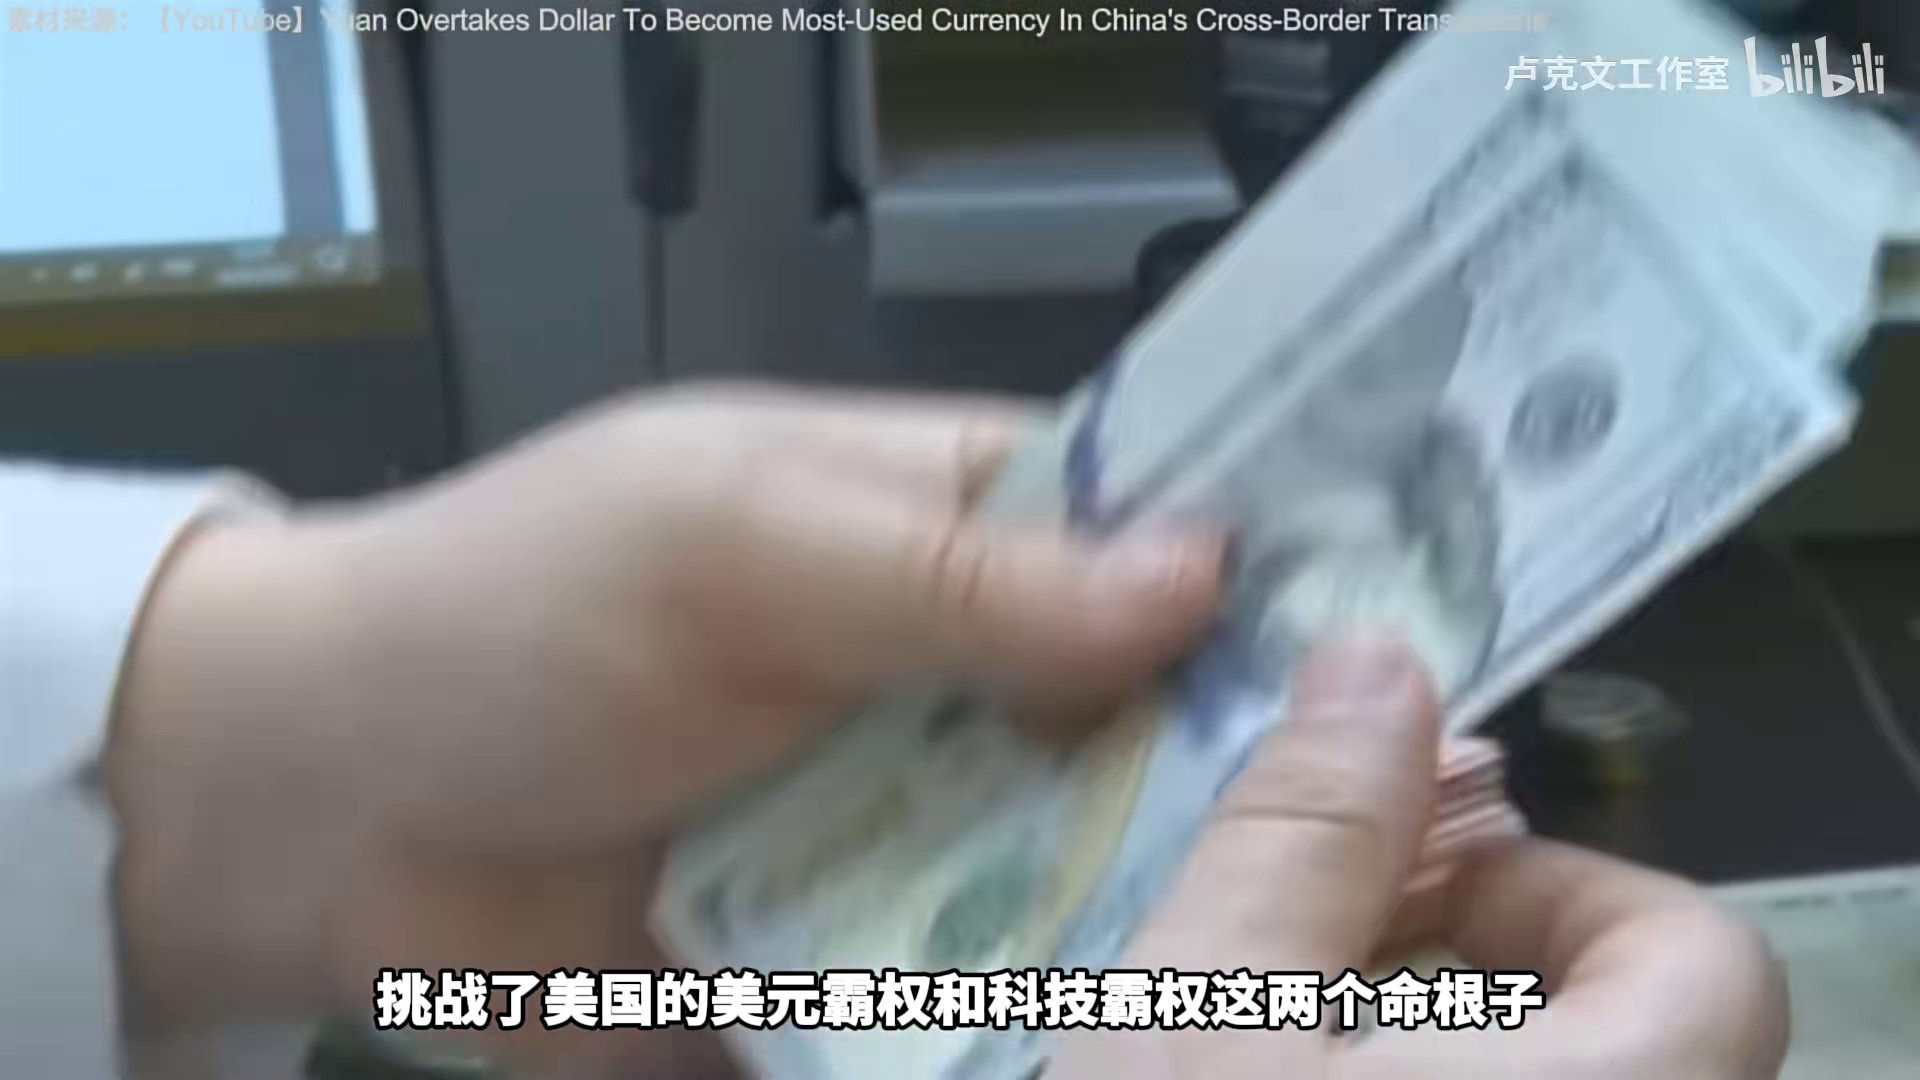 素材来源：【YouTube】Yuan Overtakes Dollar To Become Most-Used Currency In China's Cross-Border Transactions
卢克文工作室 bilibili
挑战了美国的美元霸权和科技霸权这两个命根子